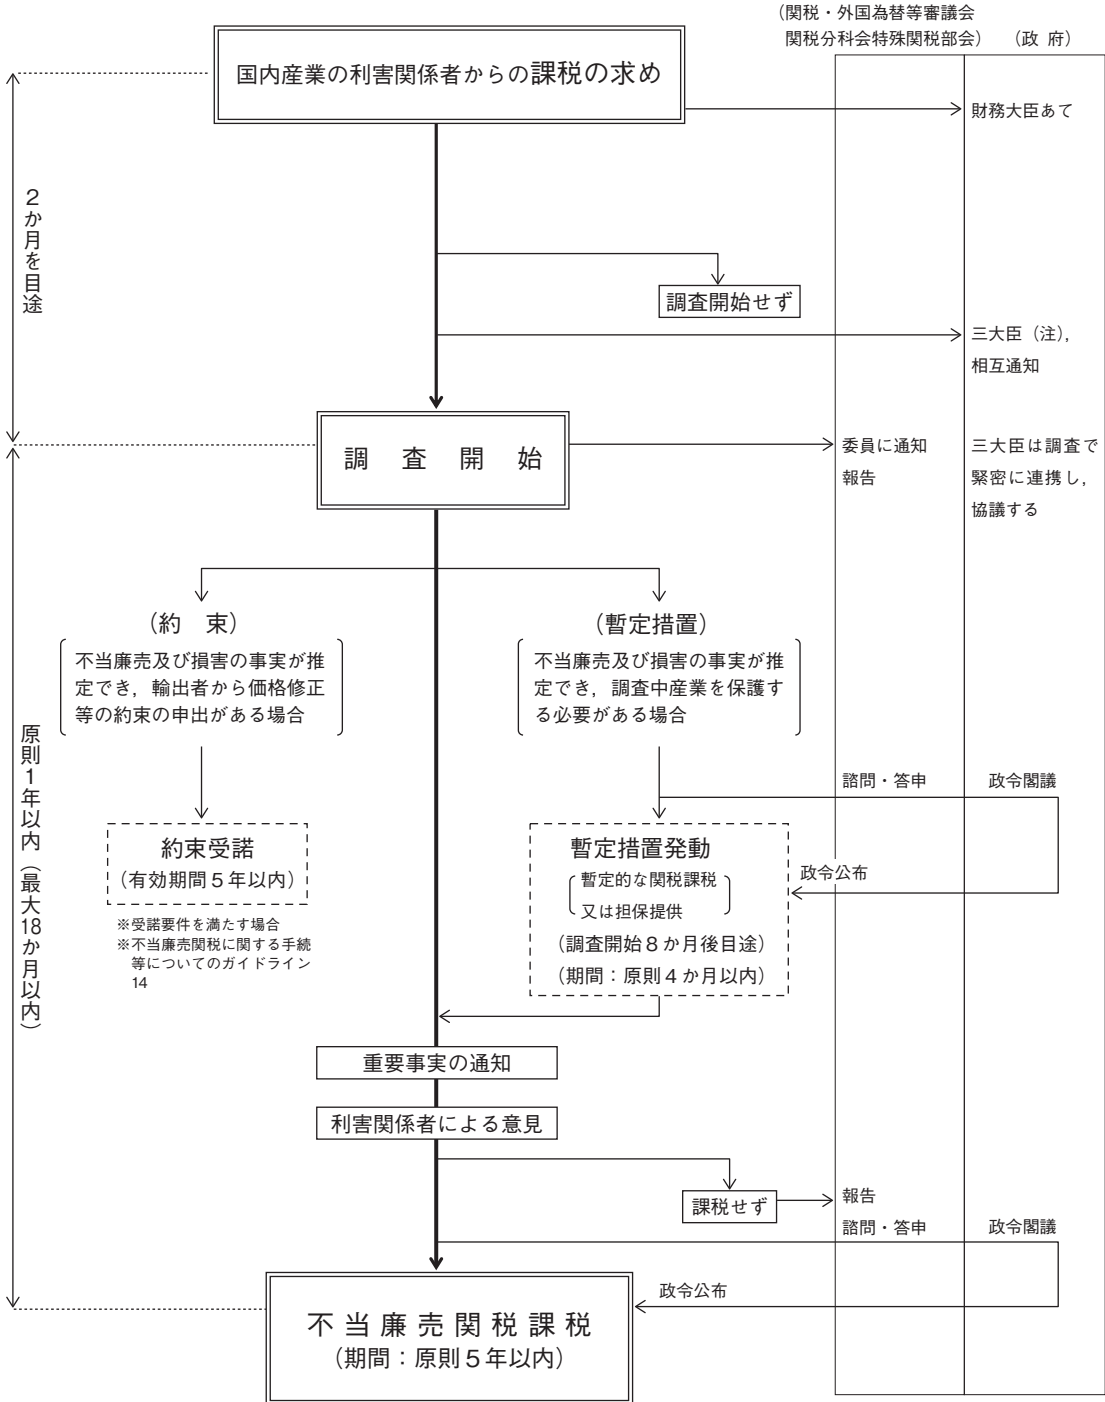 （関税・外国為替等審議会
関税分科会特殊関税部会）
（政 府）
国内産業の利害関係者からの課税の求め
財務大臣あて
２か月を目途
調査開始せず
三大臣（注），
相互通知
調 査 開 始
委員に通知
報告
三大臣は調査で
緊密に連携し，
協議する
（約 束）
不当廉売及び損害の事実が推
定でき，輸出者から価格修正
等の約束の申出がある場合
（暫定措置）
不当廉売及び損害の事実が推
定でき，調査中産業を保護す
る必要がある場合
原則１年以内（最大18か月以内）
諮問・答申
政令閣議
約束受諾
（有効期間５年以内）
※受諾要件を満たす場合
※不当廉売関税に関する手続
等についてのガイドライン
14
暫定措置発動
暫定的な関税課税
又は担保提供
（調査開始８か月後目途）
（期間：原則４か月以内）
政令公布
重要事実の通知
利害関係者による意見
課税せず
報告
諮問・答申
政令閣議
政令公布
不当廉売関税課税
（期間：原則５年以内）